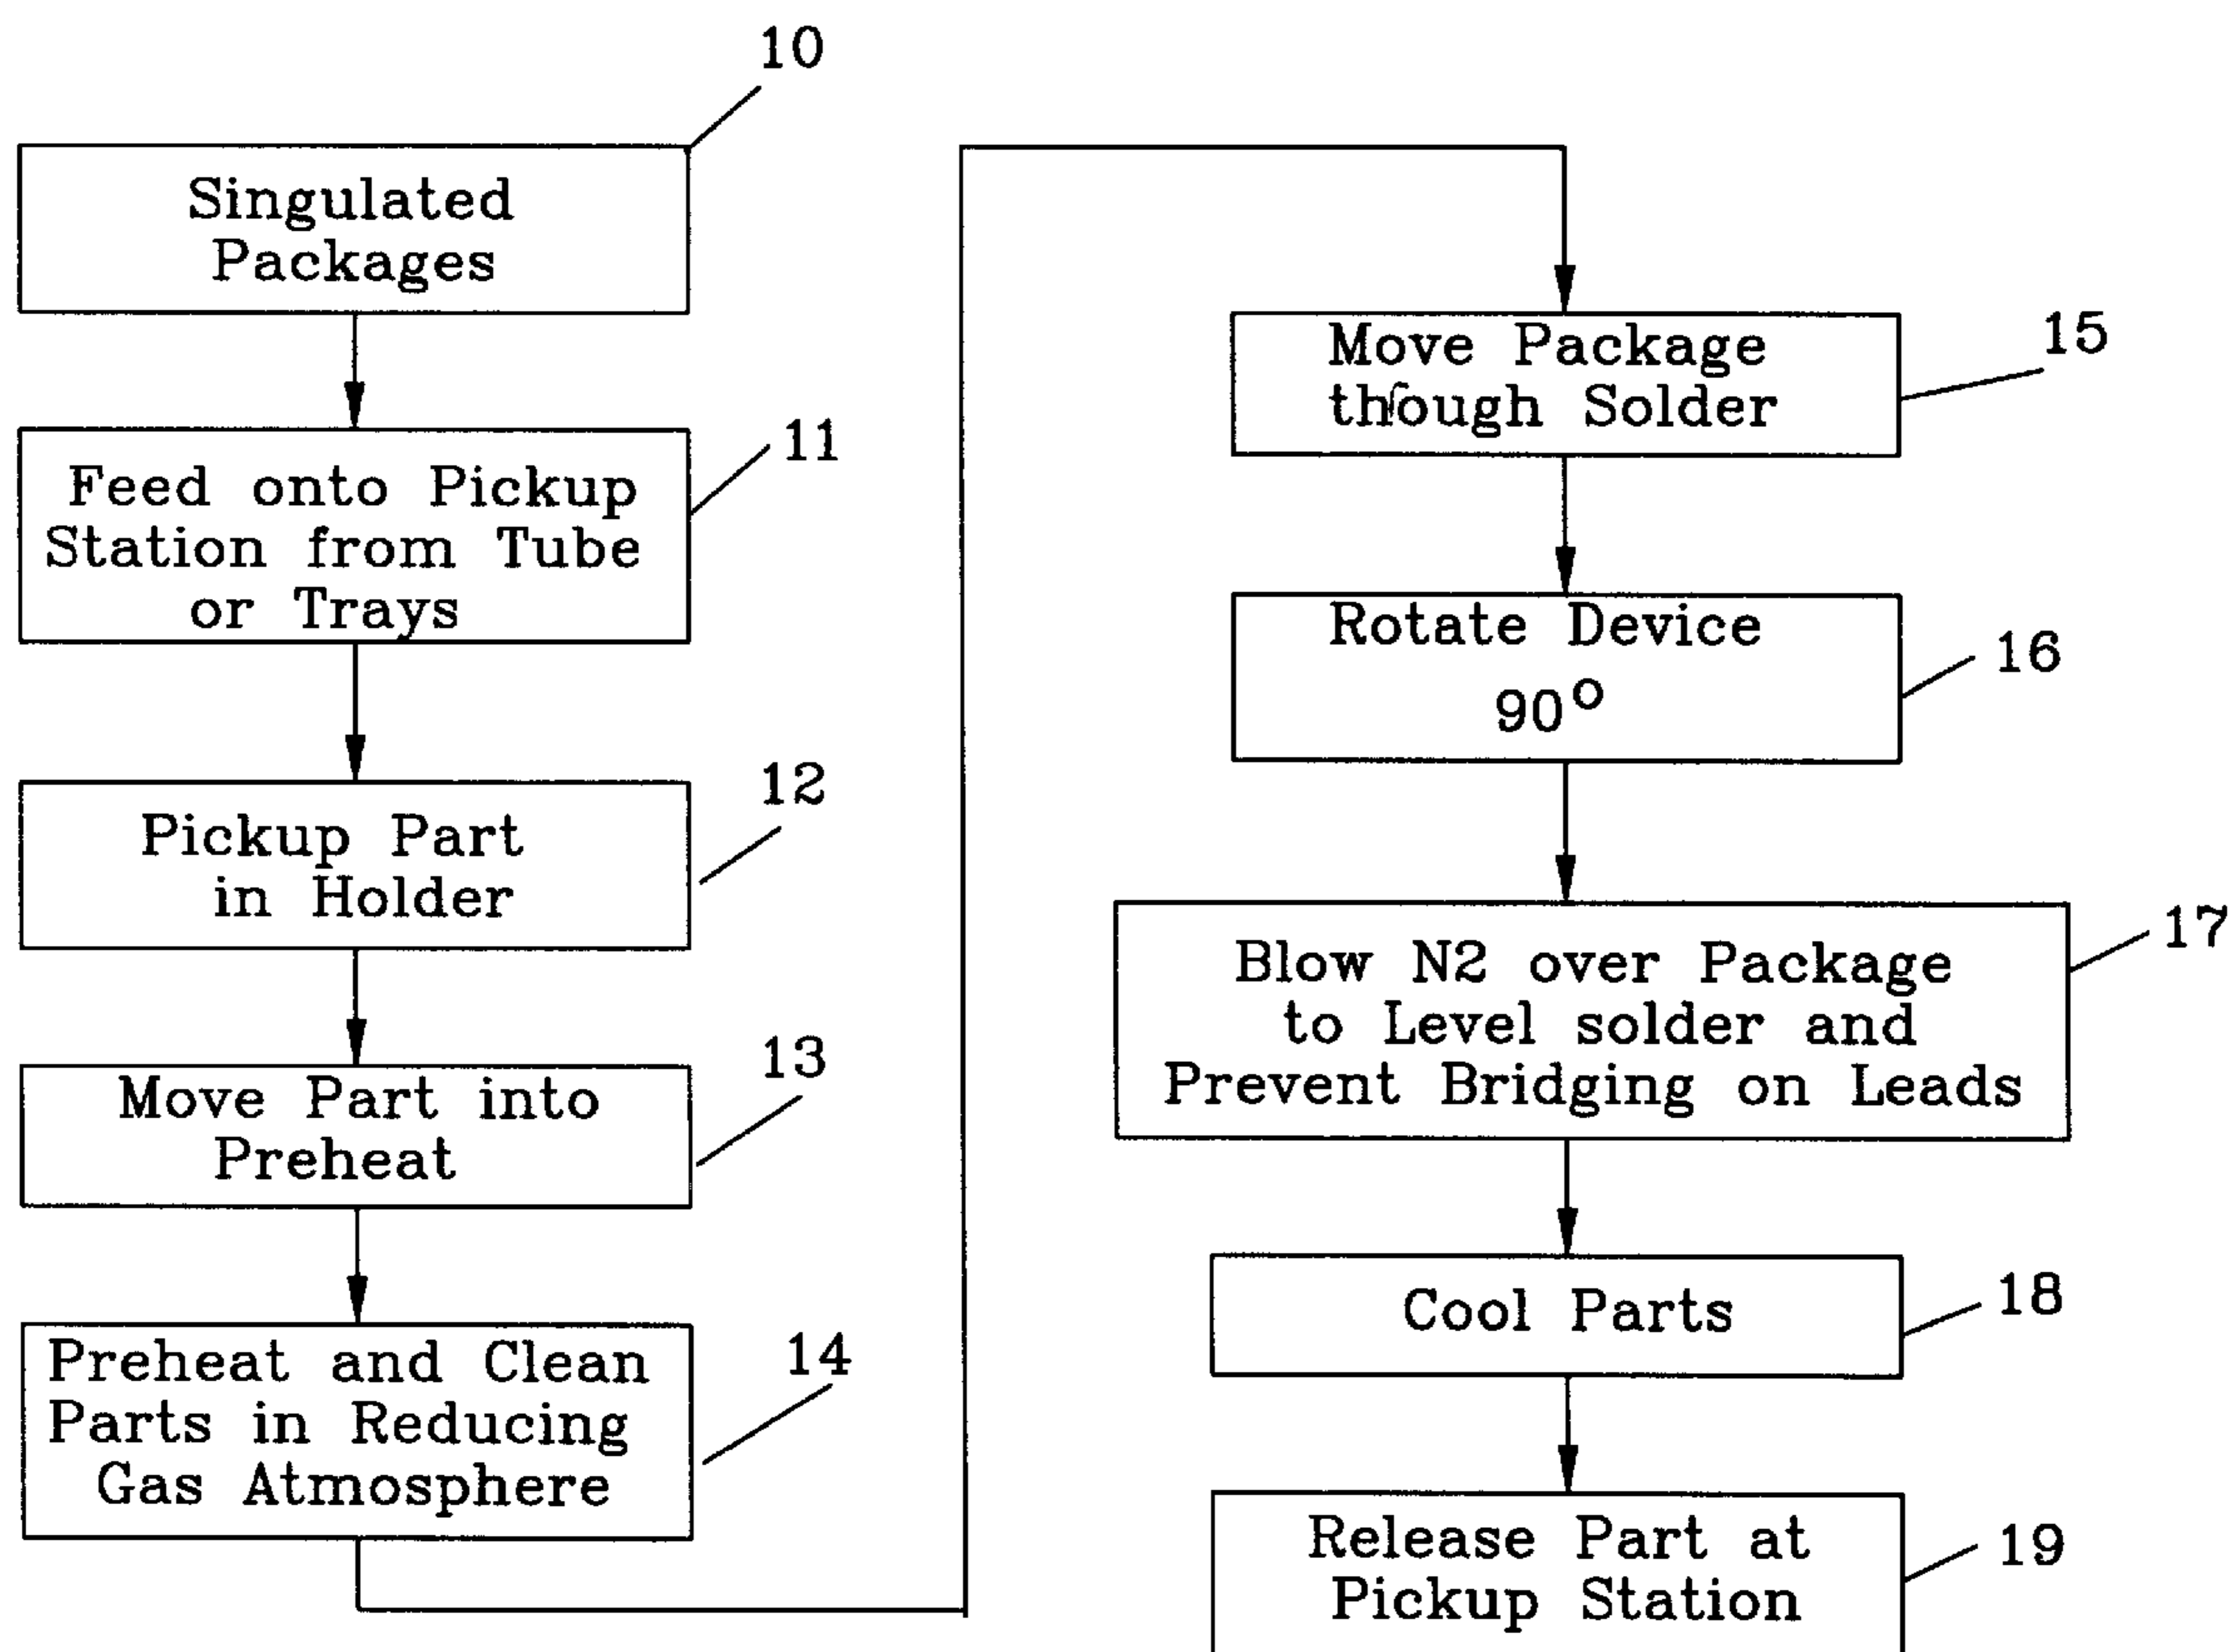 10
Singulated
Packages
11
Feed onto Pickup
Station from Tube
or Trays
12
Pickup Part
in Holder
13
Move Part into
Preheat
14
Preheat and Clean
Parts in Reducing
Gas Atmosphere
15
Move Package
through Solder
16
Rotate Device
90°
17
Blow N2 over Package
to Level solder and
Prevent Bridging on Leads
18
Cool Parts
19
Release Part at
Pickup Station